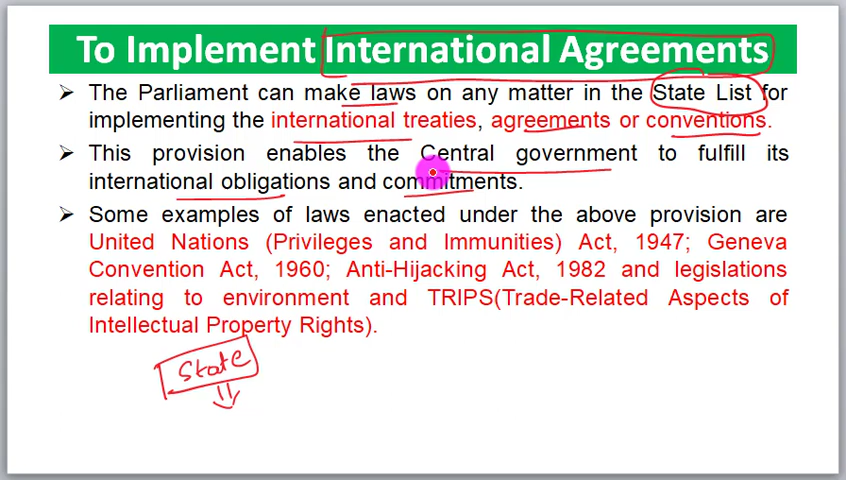 To Implement International Agreements
➢ The Parliament can make laws on any matter in the State List for
implementing the international treaties, agreements or conventions.
➢ This provision enables the Central government to fulfill its
international obligations and commitments.
➢ Some examples of laws enacted under the above provision are
United Nations (Privileges and Immunities) Act, 1947; Geneva
Convention Act, 1960; Anti-Hijacking Act, 1982 and legislations
relating to environment and TRIPS(Trade-Related Aspects of
Intellectual Property Rights).
State